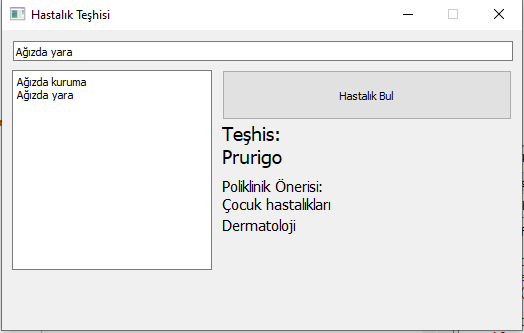 Hastalık Teşhisi
Ağızda yara
Ağızda kuruma
Ağızda yara
Hastalık Bul
Teşhis:
Prurigo
Poliklinik Önerisi:
Çocuk hastalıkları
Dermatoloji